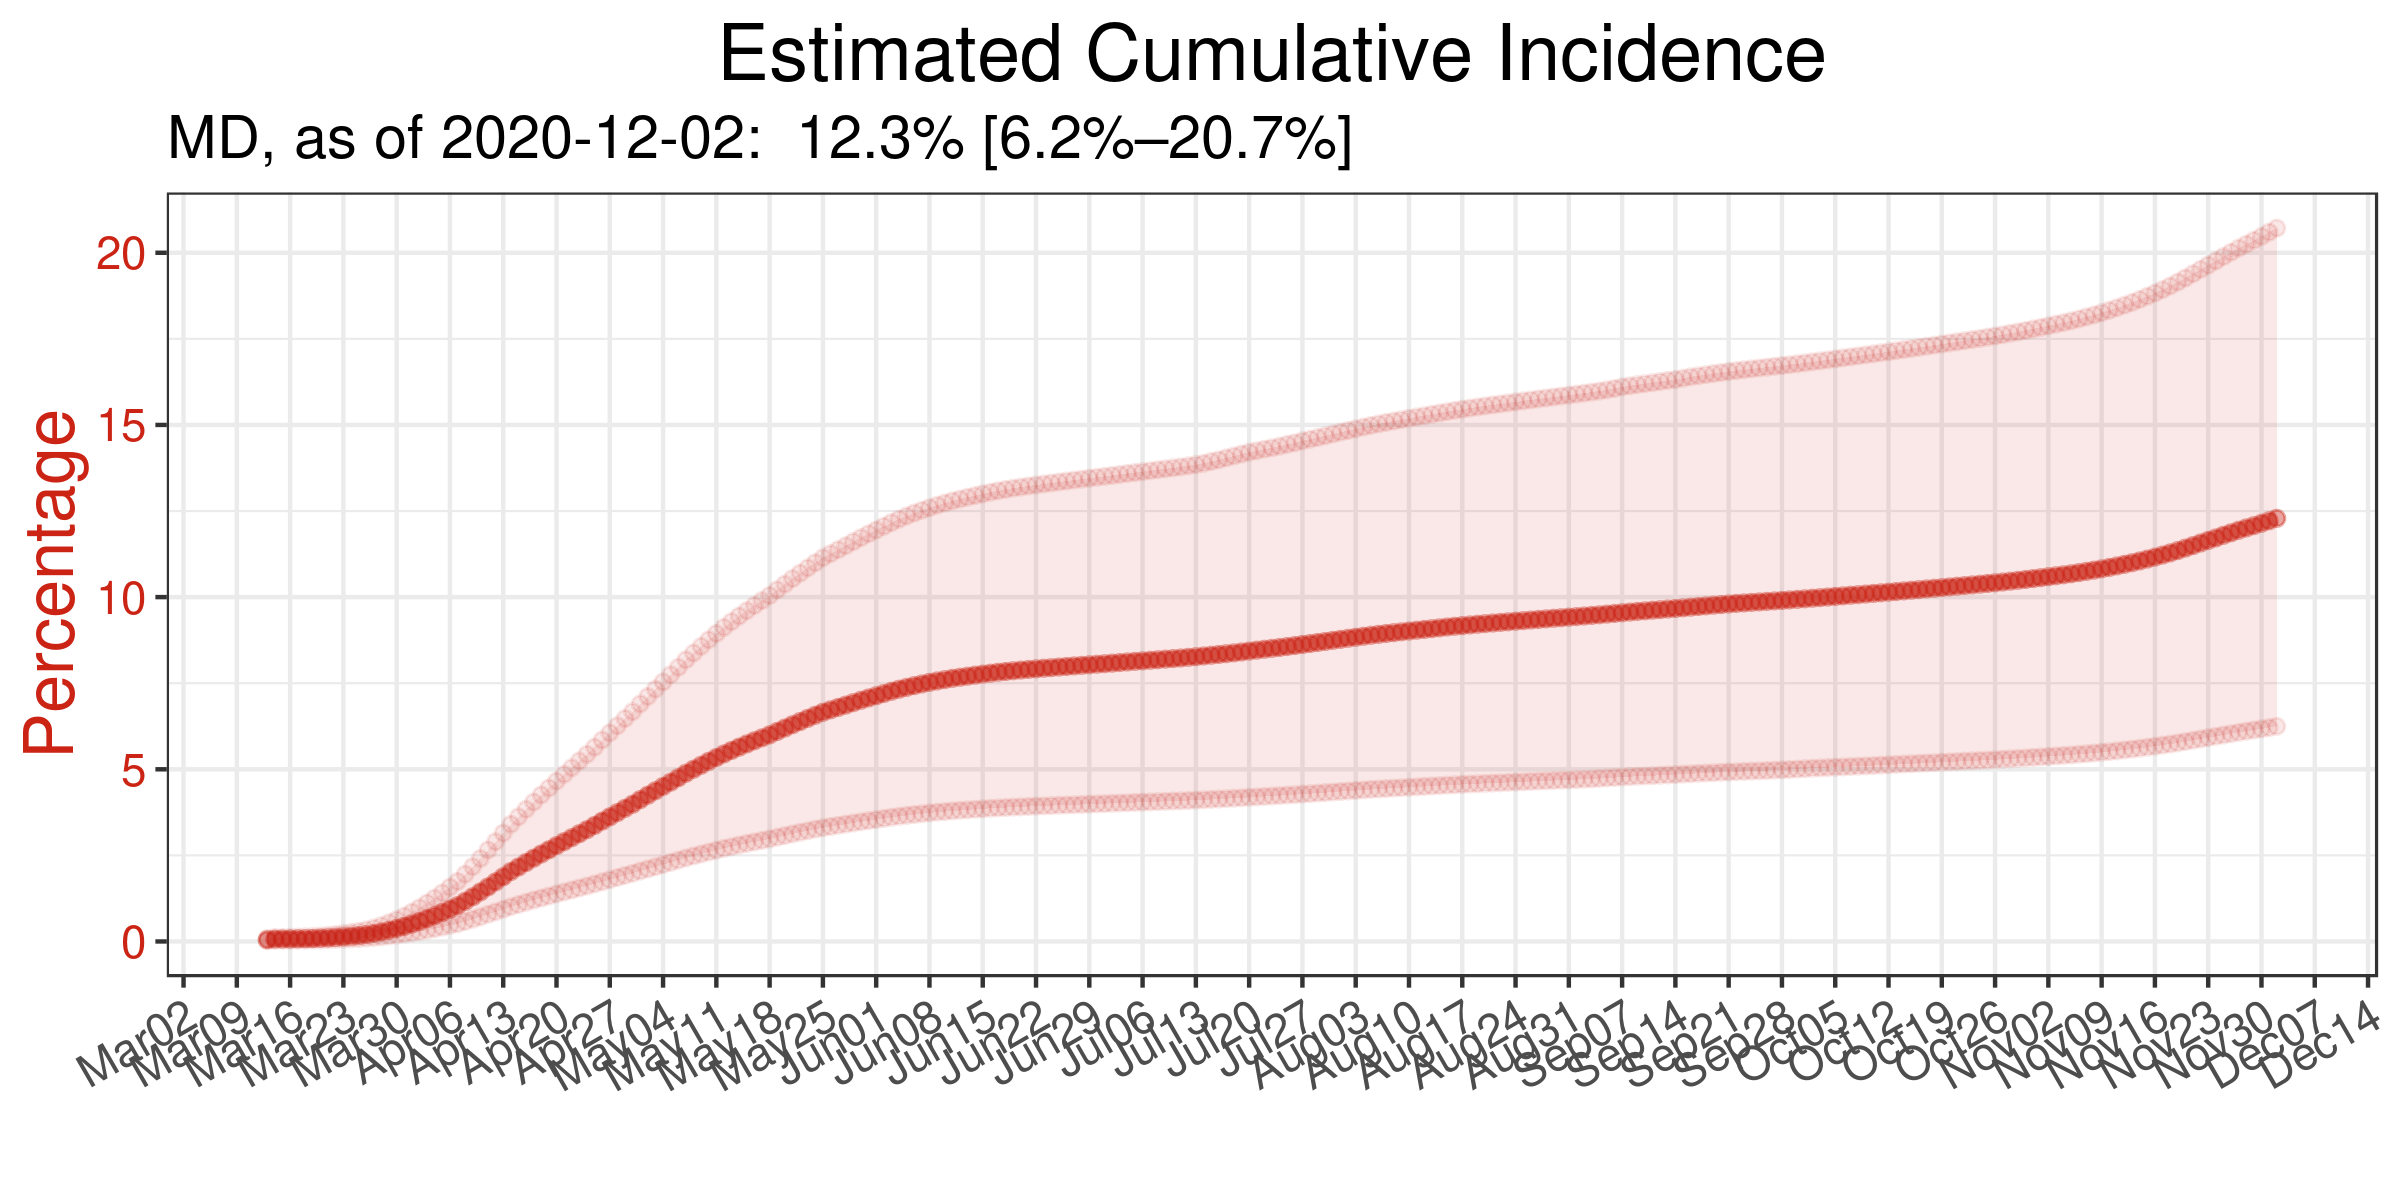 Estimated Cumulative Incidence
MD, as of 2020-12-02:  12.3% [6.2%–20.7%]
Percentage
20
15
10
5
0
Mar02
Mar09
Mar16
Mar23
Mar30
Apr06
Apr13
Apr20
Apr27
May04
May11
May18
May25
Jun01
Jun08
Jun15
Jun22
Jun29
Jul06
Jul13
Jul20
Jul27
Aug03
Aug10
Aug17
Aug24
Aug31
Sep07
Sep14
Sep21
Sep28
Oct05
Oct12
Oct19
Oct26
Nov02
Nov09
Nov16
Nov23
Nov30
Dec07
Dec14